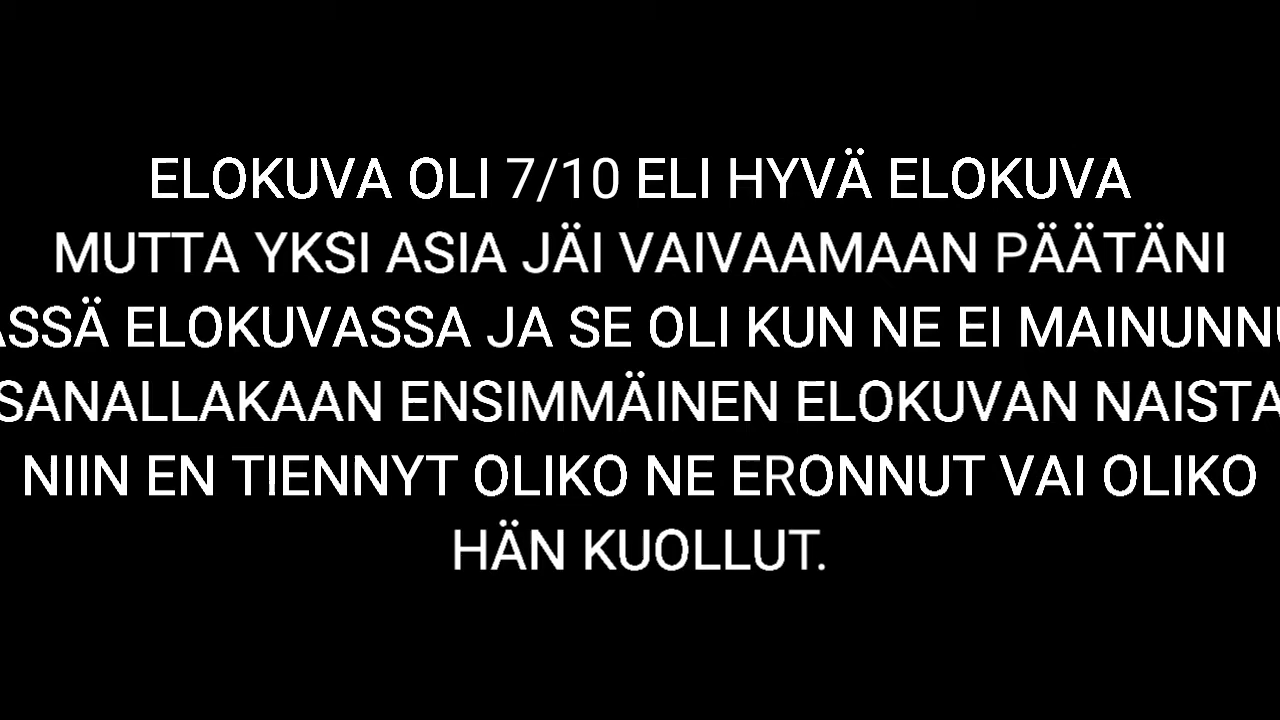 ELOKUVA OLI 7/10 ELI HYVÄ ELOKUVA
MUTTA YKSI ASIA JÄI VAIVAAMAAN PÄÄTÄNI
ELOKUVASSA JA SE OLI KUN NE EI
SANALLAKAAN ENSIMMÄINEN ELOKUVAN NAISTA
NIIN EN TIENNYT OLIKO NE ERONNUT VAI OLIKO
HÄN KUOLLUT.